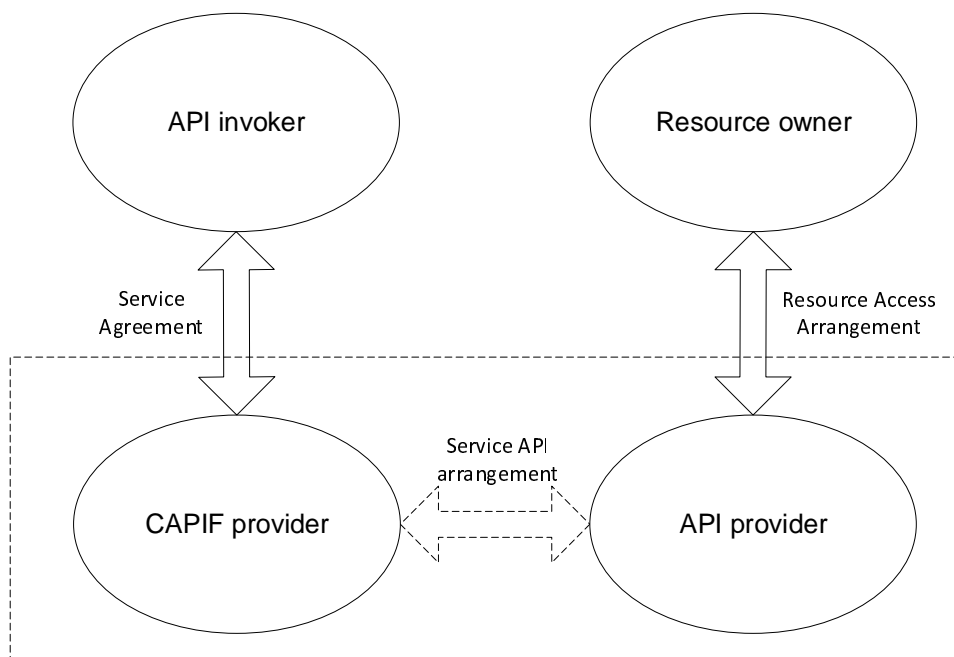 API invoker
Resource owner
Service
Agreement
Resource Access
Arrangement
Service API
arrangement
CAPIF provider
API provider